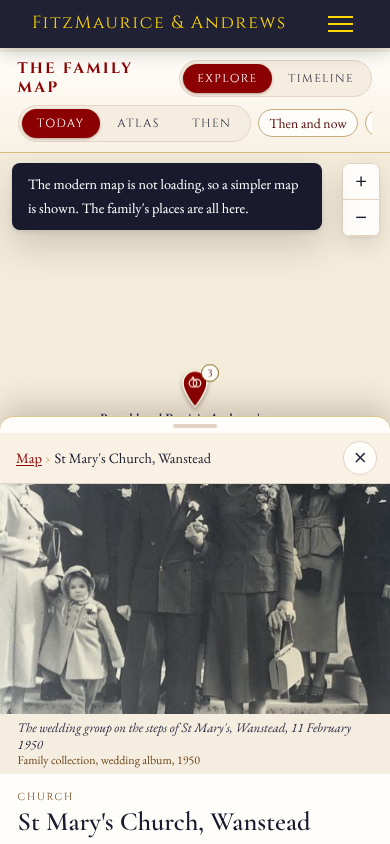 FitzMaurice & Andrews
THE FAMILY
MAP
EXPLORE
TIMELINE
TODAY
ATLAS
THEN
Then and now
The modern map is not loading, so a simpler map
is shown. The family's places are all here.
+
−
3
Map › St Mary's Church, Wanstead
✕
The wedding group on the steps of St Mary's, Wanstead, 11 February
1950
Family collection, wedding album, 1950
CHURCH
St Mary's Church, Wanstead